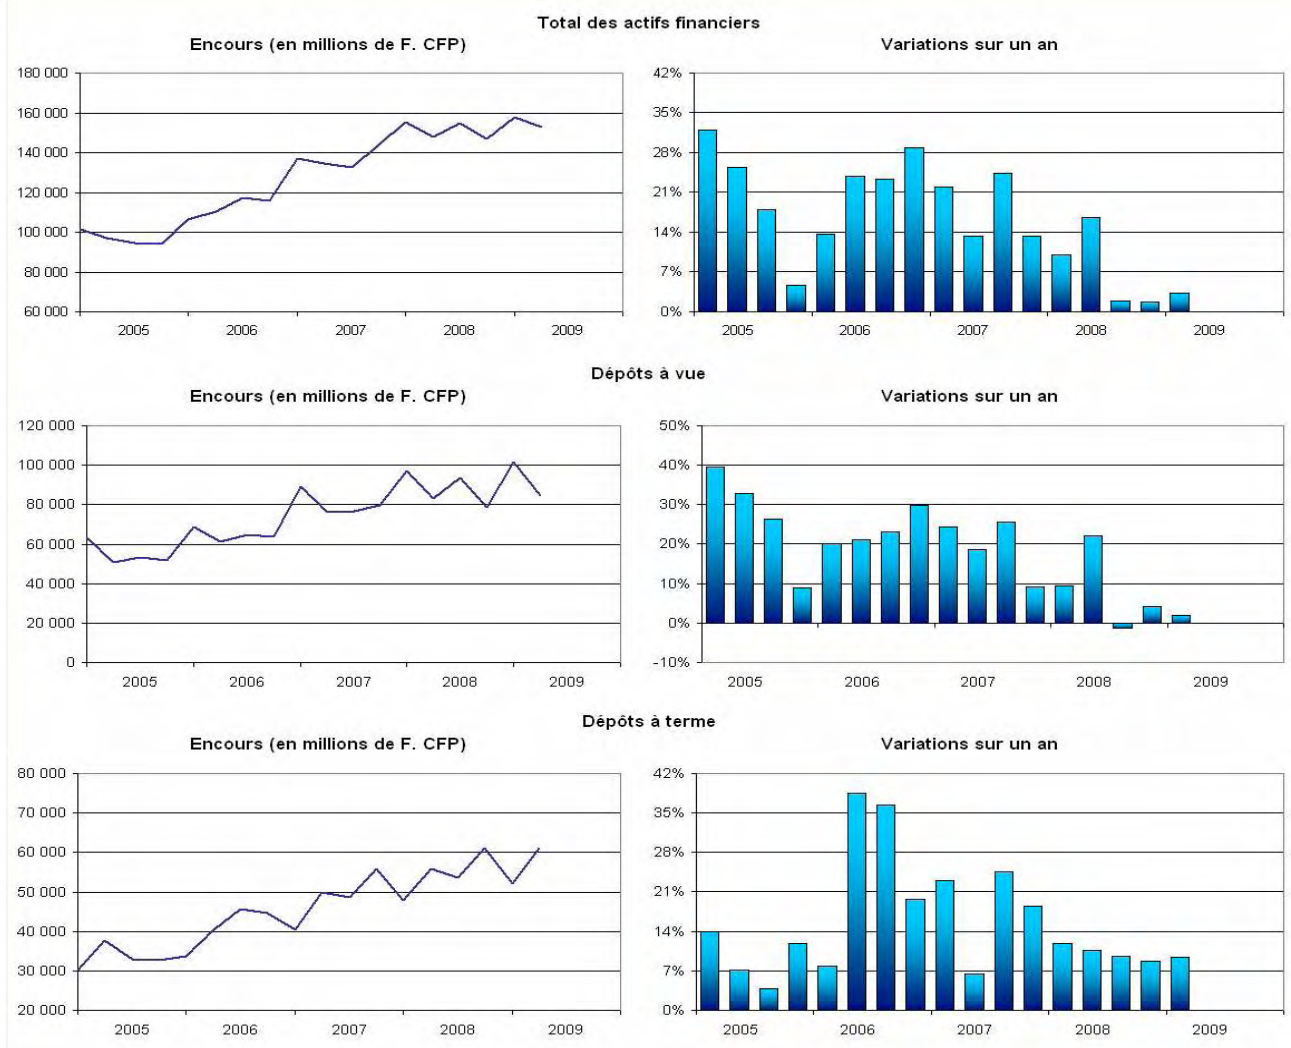 Total des actifs financiers
Encours (en millions de F. CFP)
Variations sur un an
180 000
160 000
140 000
120 000
100 000
80 000
60 000
2005 2006 2007 2008 2009
42%
35%
28%
21%
14%
7%
0%
2005 2006 2007 2008 2009
Dépôts à vue
Encours (en millions de F. CFP)
Variations sur un an
120 000
100 000
80 000
60 000
40 000
20 000
0
2005 2006 2007 2008 2009
50%
40%
30%
20%
10%
0%
-10%
2005 2006 2007 2008 2009
Dépôts à terme
Encours (en millions de F. CFP)
Variations sur un an
80 000
70 000
60 000
50 000
40 000
30 000
20 000
2005 2006 2007 2008 2009
42%
35%
28%
21%
14%
7%
0%
2005 2006 2007 2008 2009